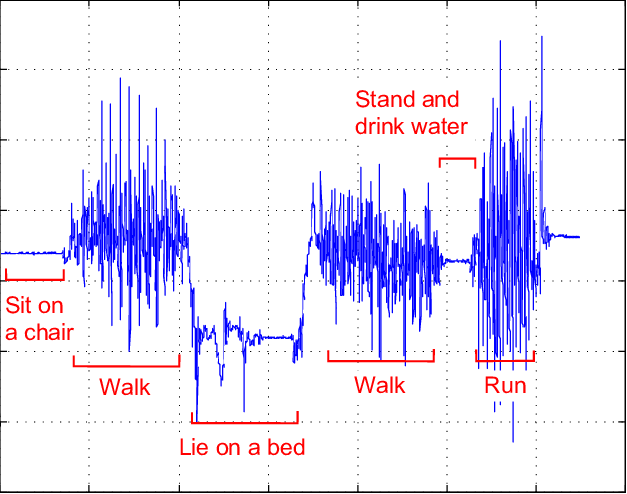 Stand and
drink water
Sit on
a chair
Walk
Lie on a bed
Walk
Run